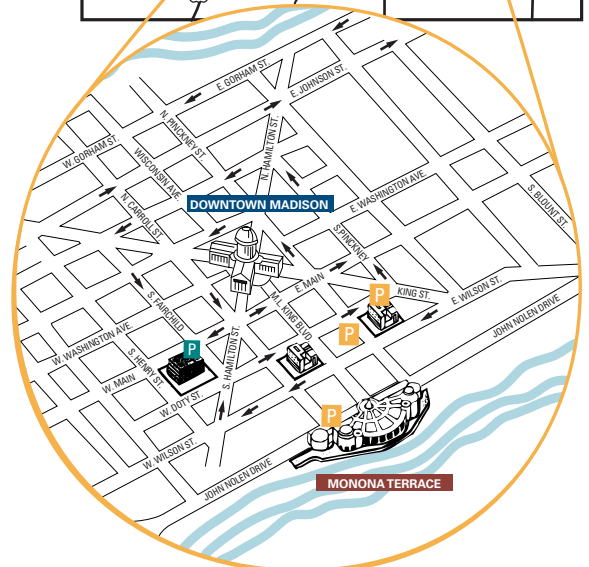 E. GORHAM ST.
E. JOHNSON ST.
N. PINCKNEY ST.
N. HAMILTON ST.
W. GORHAM ST.
WISCONSIN AVE.
N. CARROLL ST.
DOWNTOWN MADISON
E. WASHINGTON AVE.
S. BLOUNT ST.
S.PINCKNEY
E. MAIN
KING ST.
E. WILSON ST.
P
S. FAIRCHILD
M.L. KING BLVD.
P
JOHN NOLEN DRIVE
W. WASHINGTON AVE.
P
S. HENRY ST.
S. HAMILTON ST.
W. MAIN
W. DOTY ST.
P
W. WILSON ST.
JOHN NOLEN DRIVE
MONONA TERRACE